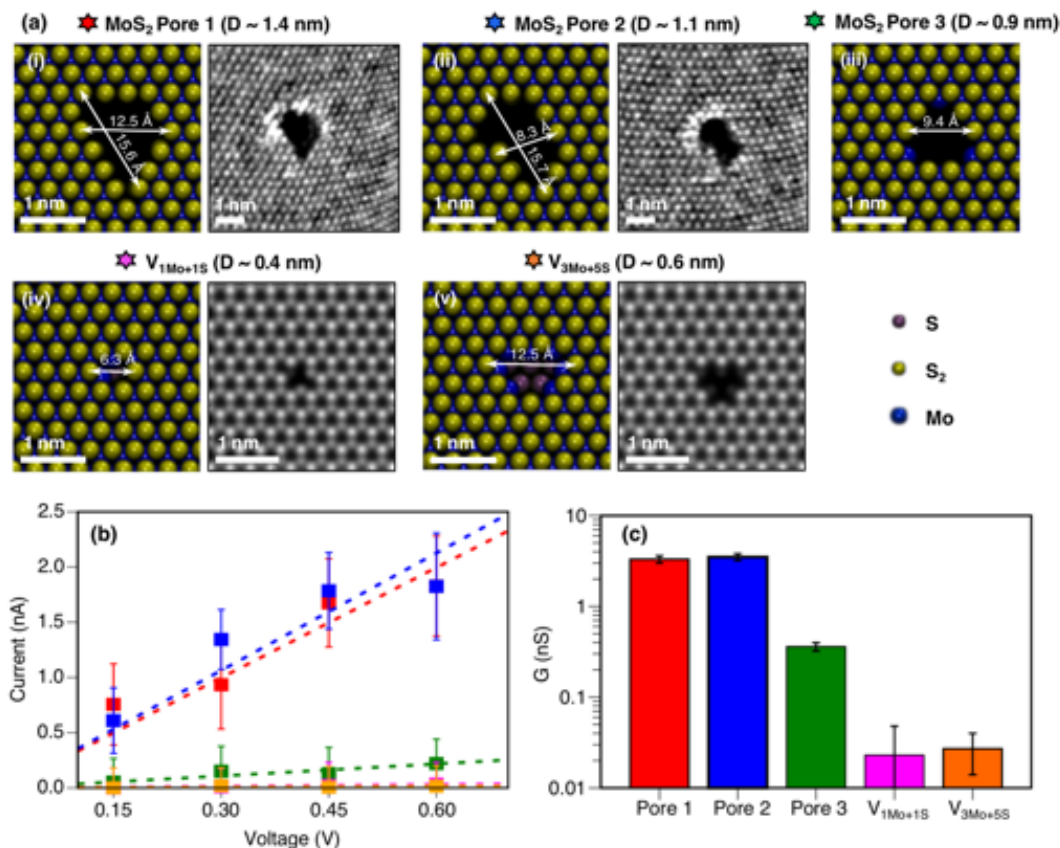 (a) MoS₂ Pore 1 (D ~ 1.4 nm) MoS₂ Pore 2 (D ~ 1.1 nm) MoS₂ Pore 3 (D ~ 0.9 nm)
(i) (ii) (iii)
12.5 Å
15.6 Å
8.3 Å
15.7 Å
9.4 Å
1 nm 1 nm 1 nm 1 nm 1 nm
V₁Mo+1S (D ~ 0.4 nm) V₃Mo+5S (D ~ 0.6 nm)
(iv) (v)
6.3 Å
12.5 Å
S
S₂
Mo
1 nm 1 nm 1 nm 1 nm
(b)
Current (nA)
2.5
2.0
1.5
1.0
0.5
0.0
0.15 0.30 0.45 0.60
Voltage (V)
(c)
G (nS)
10
1
0.1
0.01
Pore 1 Pore 2 Pore 3 V₁Mo+1S V₃Mo+5S